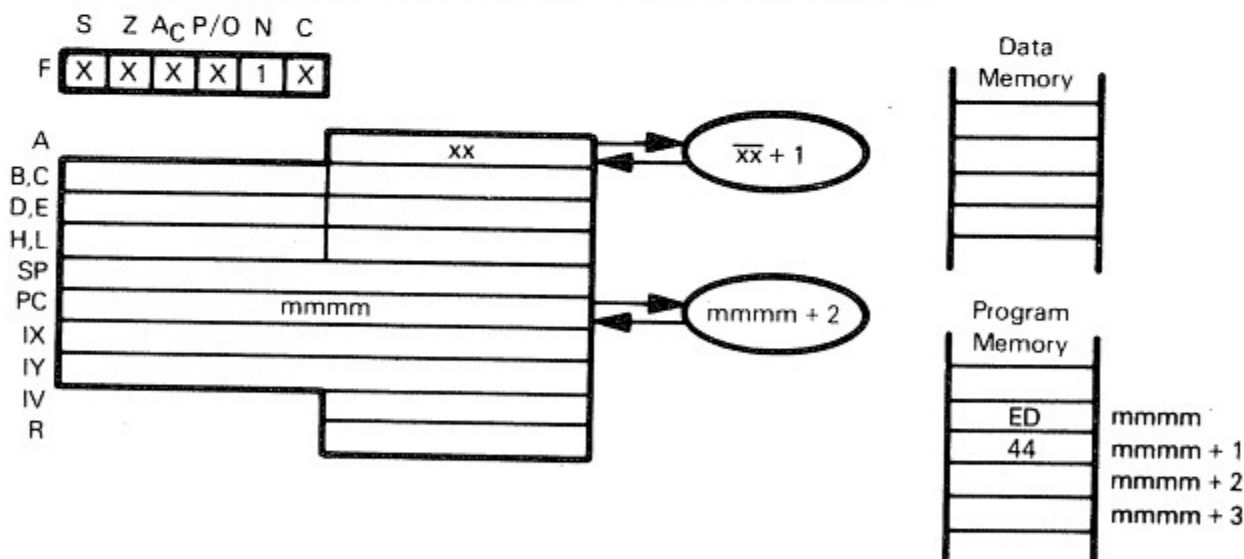 S Z AC P/O N C
F X X X X 1 X
A xx x̅x̅ + 1
B,C
D,E
H,L
SP
PC mmmm mmmm + 2
IX
IY
IV
R
Data
Memory
Program
Memory
ED mmmm
44 mmmm + 1
mmmm + 2
mmmm + 3